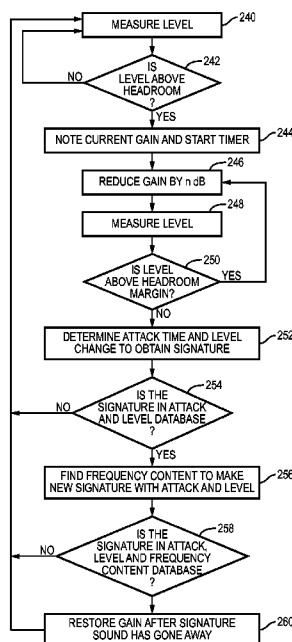 MEASURE LEVEL
240
IS
LEVEL ABOVE
HEADROOM
?
242
NO
YES
NOTE CURRENT GAIN AND START TIMER
244
246
REDUCE GAIN BY n dB
248
MEASURE LEVEL
250
IS LEVEL
ABOVE HEADROOM
MARGIN?
YES
NO
252
DETERMINE ATTACK TIME AND LEVEL
CHANGE TO OBTAIN SIGNATURE
254
IS THE
SIGNATURE IN ATTACK
AND LEVEL DATABASE
?
NO
YES
256
FIND FREQUENCY CONTENT TO MAKE
NEW SIGNATURE WITH ATTACK AND LEVEL
258
IS THE
SIGNATURE IN ATTACK,
LEVEL AND FREQUENCY
CONTENT DATABASE
?
NO
YES
260
RESTORE GAIN AFTER SIGNATURE
SOUND HAS GONE AWAY